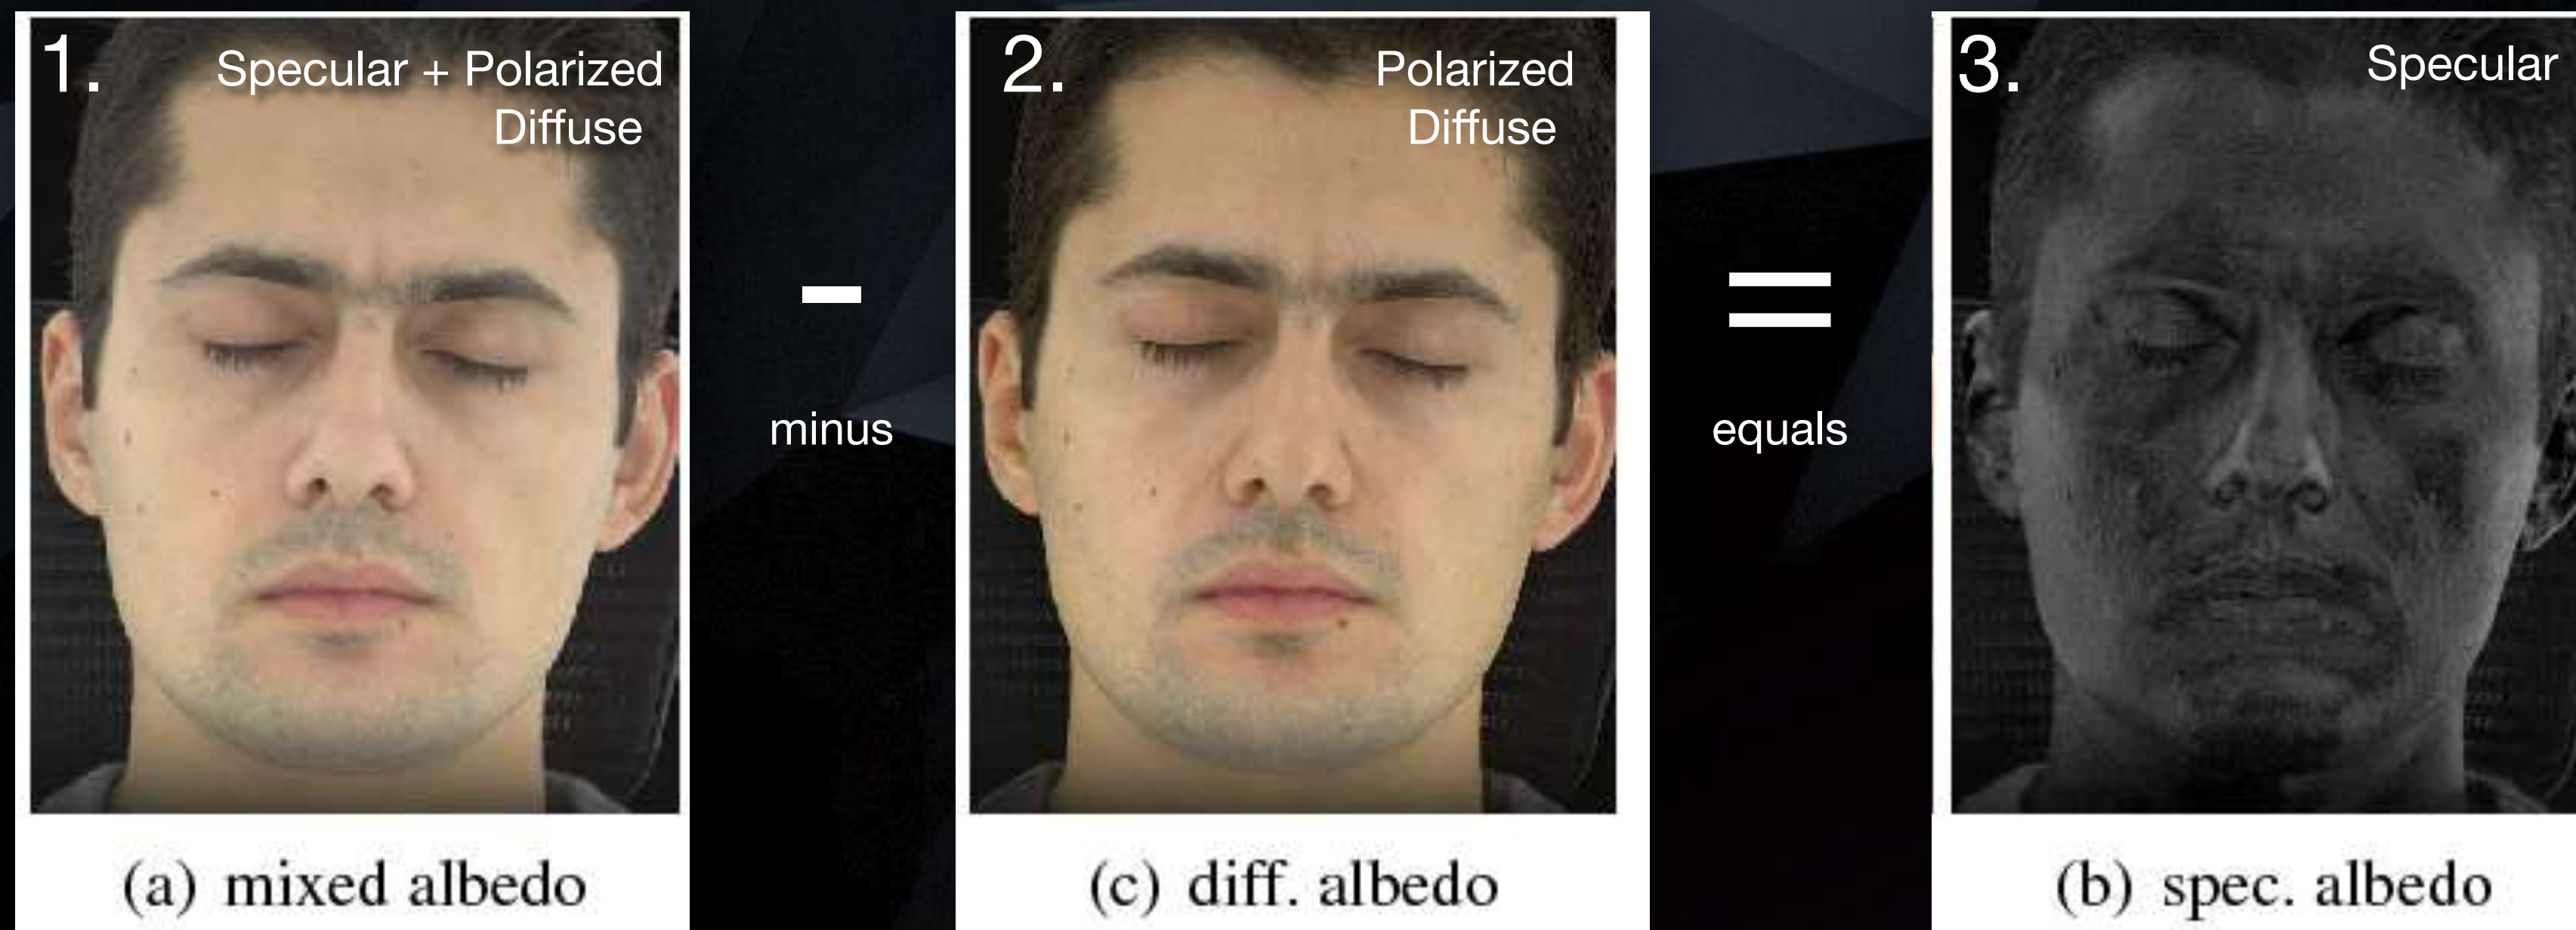 1.
Specular + Polarized
Diffuse
(a) mixed albedo
-
minus
2.
Polarized
Diffuse
(c) diff. albedo
=
equals
3.
Specular
(b) spec. albedo